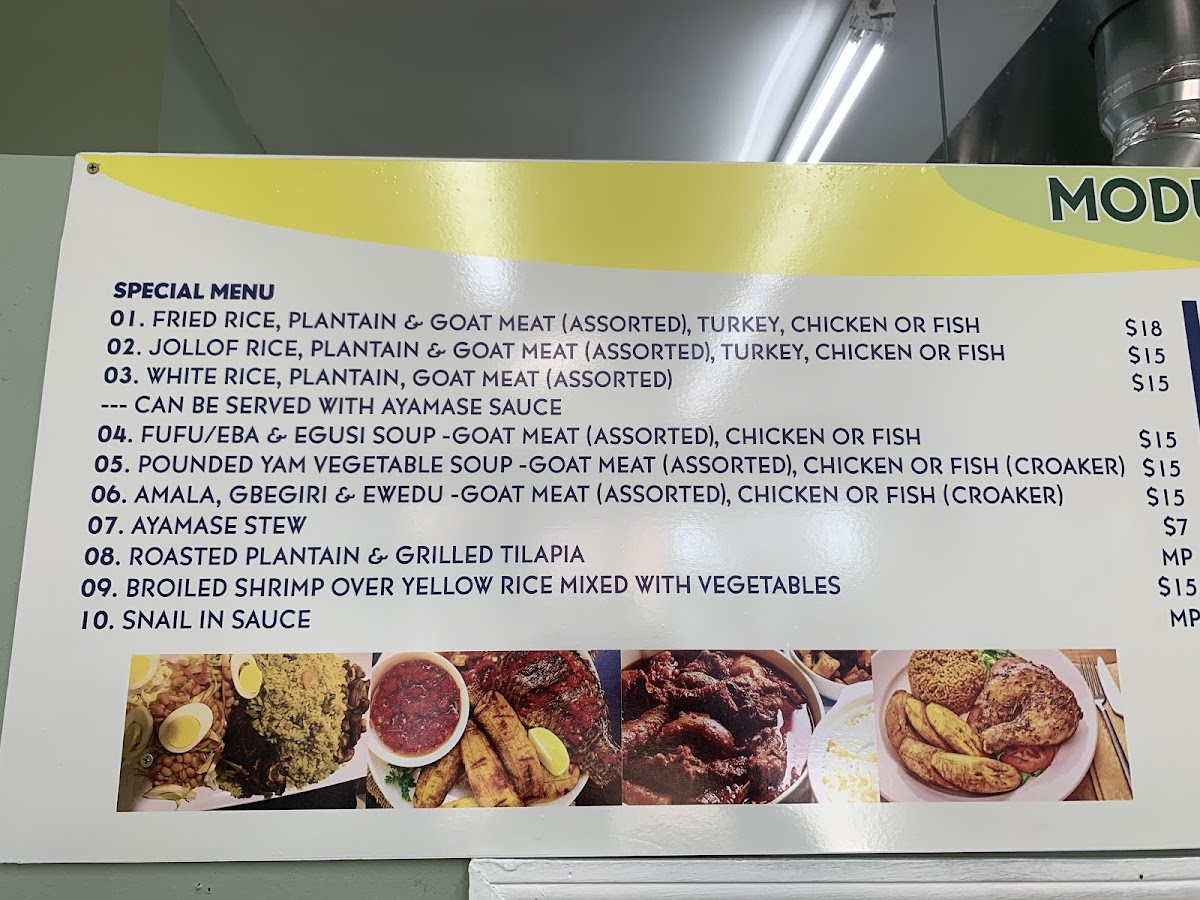 MODU
SPECIAL MENU
01. FRIED RICE, PLANTAIN & GOAT MEAT (ASSORTED), TURKEY, CHICKEN OR FISH $18
02. JOLLOF RICE, PLANTAIN & GOAT MEAT (ASSORTED), TURKEY, CHICKEN OR FISH $15
03. WHITE RICE, PLANTAIN, GOAT MEAT (ASSORTED) $15
--- CAN BE SERVED WITH AYAMASE SAUCE
04. FUFU/EBA & EGUSI SOUP -GOAT MEAT (ASSORTED), CHICKEN OR FISH $15
05. POUNDED YAM VEGETABLE SOUP -GOAT MEAT (ASSORTED), CHICKEN OR FISH (CROAKER) $15
06. AMALA, GBEGIRI & EWEDU -GOAT MEAT (ASSORTED), CHICKEN OR FISH (CROAKER) $15
07. AYAMASE STEW $7
08. ROASTED PLANTAIN & GRILLED TILAPIA MP
09. BROILED SHRIMP OVER YELLOW RICE MIXED WITH VEGETABLES $15
10. SNAIL IN SAUCE MP